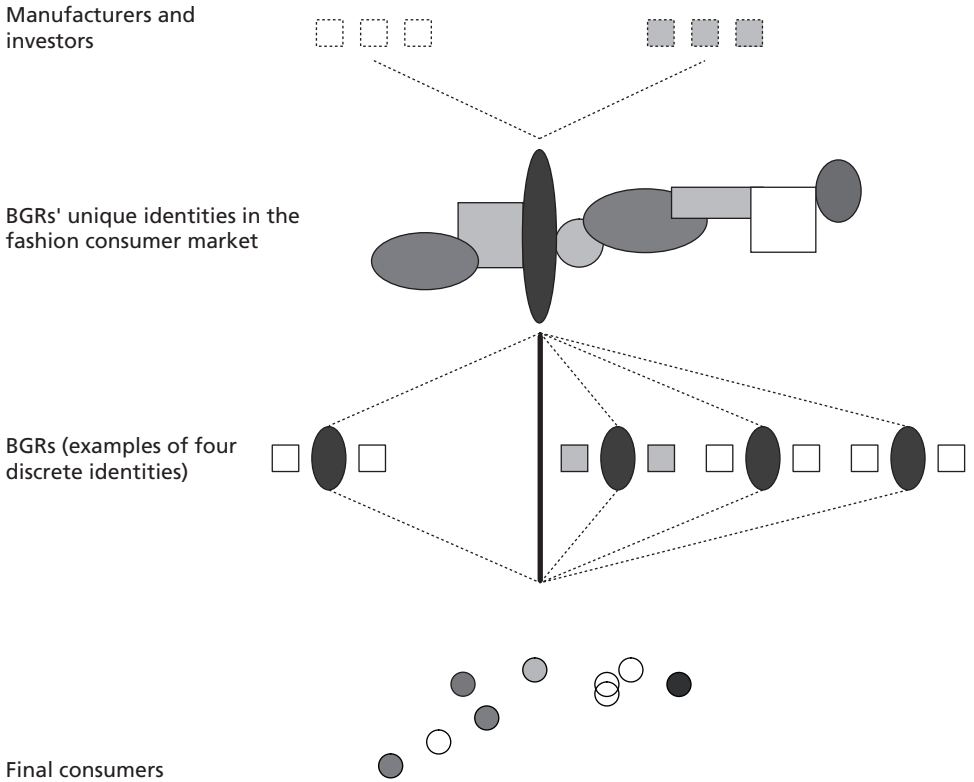 Manufacturers and
investors
BGRs' unique identities in the
fashion consumer market
BGRs (examples of four
discrete identities)
Final consumers